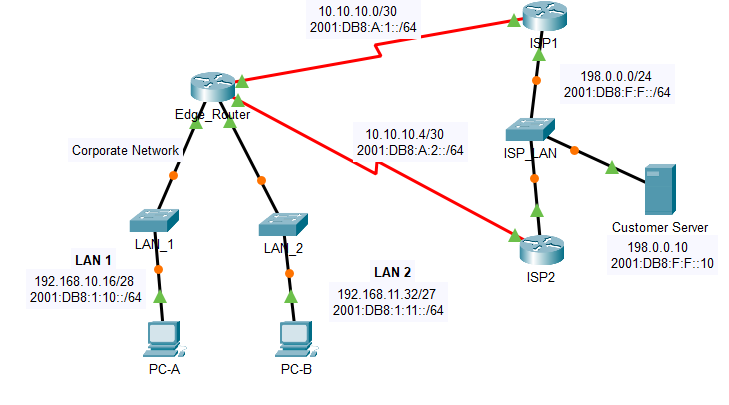 10.10.10.0/30
2001:DB8:A:1::/64
ISP1
198.0.0.0/24
2001:DB8:F:F::/64
Edge_Router
10.10.10.4/30
2001:DB8:A:2::/64
Corporate Network
ISP_LAN
Customer Server
198.0.0.10
2001:DB8:F:F::10
LAN_1
LAN_2
ISP2
LAN 1
192.168.10.16/28
2001:DB8:1:10::/64
LAN 2
192.168.11.32/27
2001:DB8:1:11::/64
PC-A
PC-B